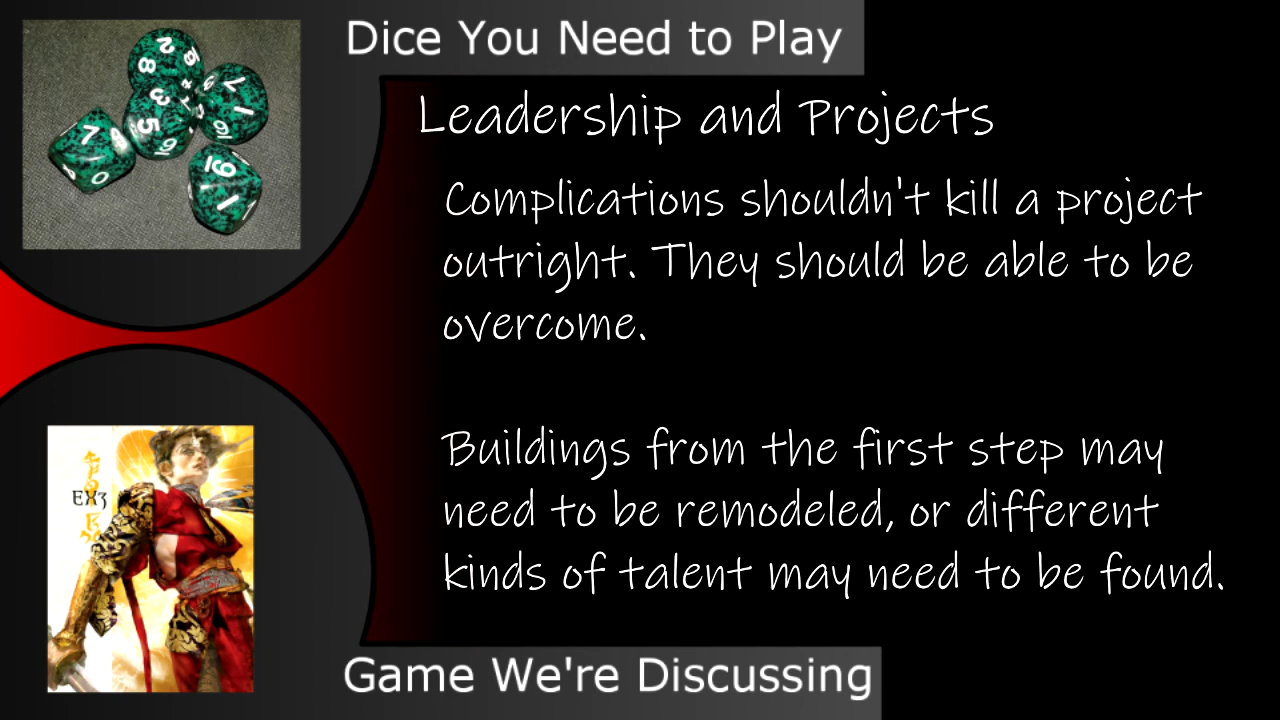 Dice You Need to Play
Leadership and Projects
Complications shouldn't kill a project
outright. They should be able to be
overcome.
Buildings from the first step may
need to be remodeled, or different
kinds of talent may need to be found.
EX3
Game We're Discussing